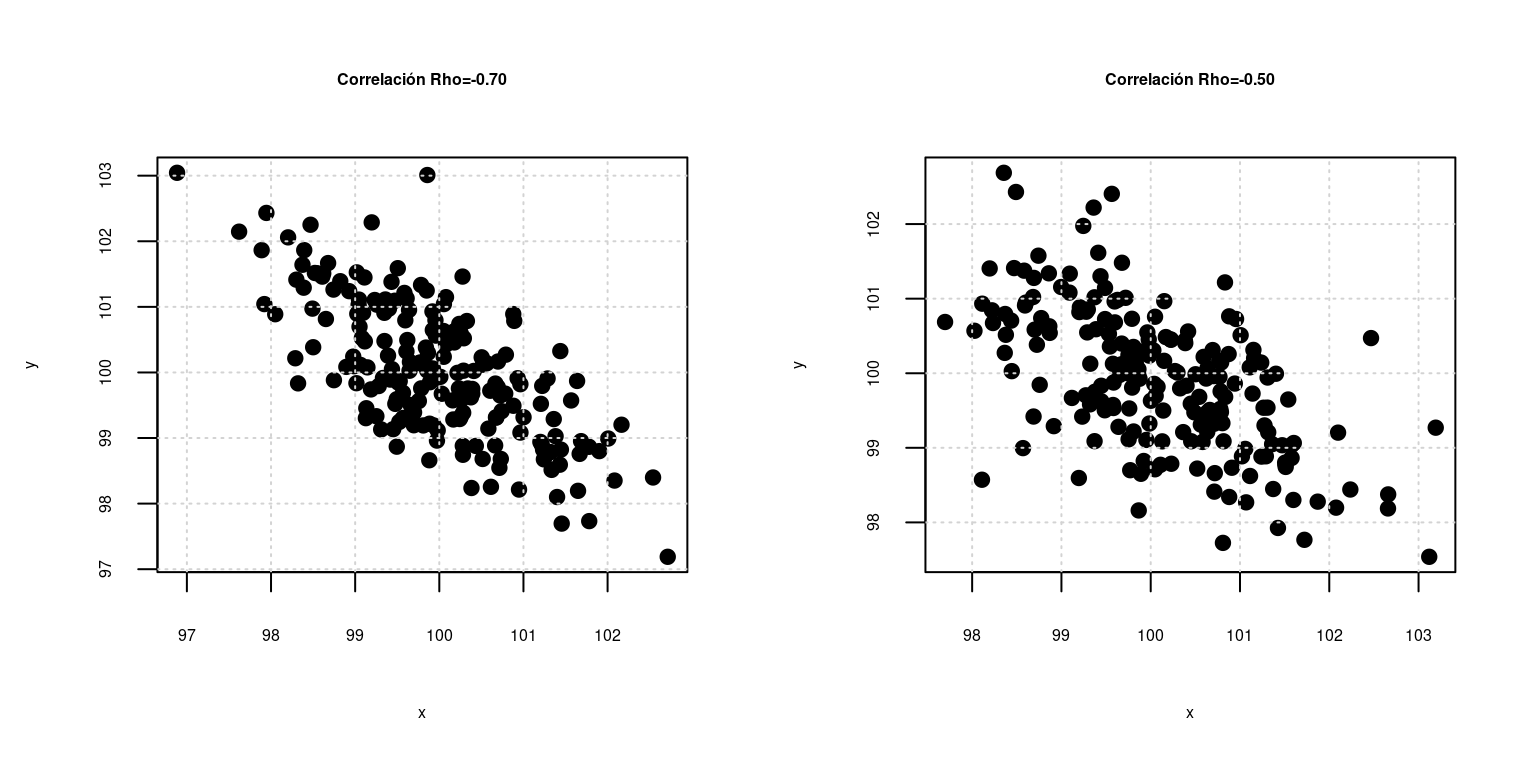 Correlación Rho=-0.70
y
103
102
101
100
99
98
97
97 98 99 100 101 102
x
Correlación Rho=-0.50
y
102
101
100
99
98
98 99 100 101 102 103
x